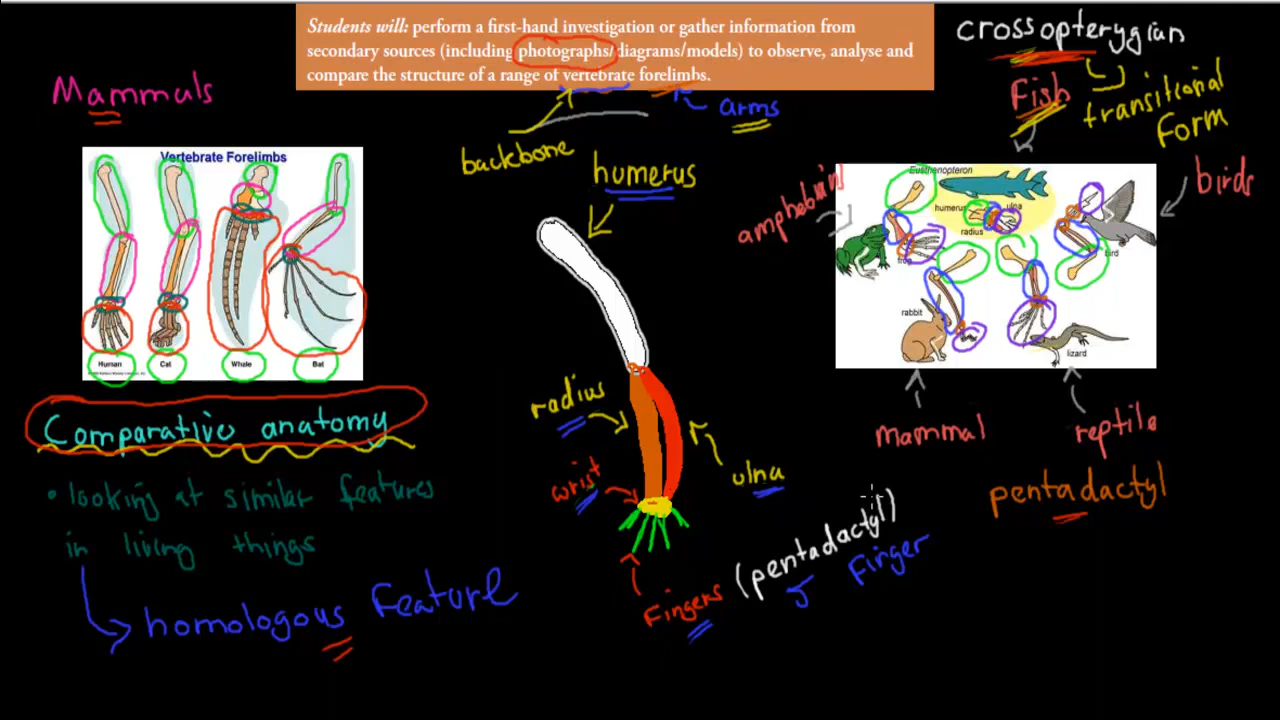 Students will: perform a first-hand investigation or gather information from
secondary sources (including photographs/diagrams/models) to observe, analyse and
compare the structure of a range of vertebrate forelimbs.
crossopterygian
Fish
transitional
form
Mammals
arms
backbone
humerus
Vertebrate Forelimbs
Human Cat Whale Bat
amphebians
birds
Eusthenopteron
humerus
ulna
radius
frog
bird
rabbit
lizard
mammal
reptile
pentadactyl
Comparative anatomy
• looking at similar features
in living things
homologous feature
radius
ulna
wrist
Fingers (pentadactyl)
5 Finger